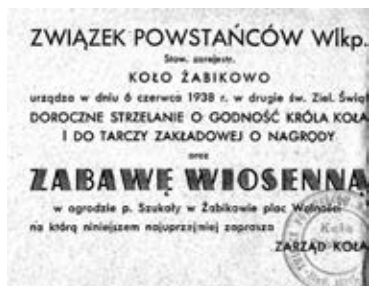 ZWIĄZEK POWSTAŃCÓW Wlkp.
Stow. zarejestr.
KOŁO ŻABIKOWO
urządza w dniu 6 czerwca 1938 r. w drugie św. Ziel. Świąt
DOROCZNE STRZELANIE O GODNOŚĆ KRÓLA KOŁA
I DO TARCZY ZAKŁADOWEJ O NAGRODY
oraz
ZABAWĘ WIOSENNĄ
w ogrodzie p. Szukały w Żabikowie plac Wolności
na którą niniejszem najuprzejmiej zaprasza
ZARZĄD KOŁA
Koło